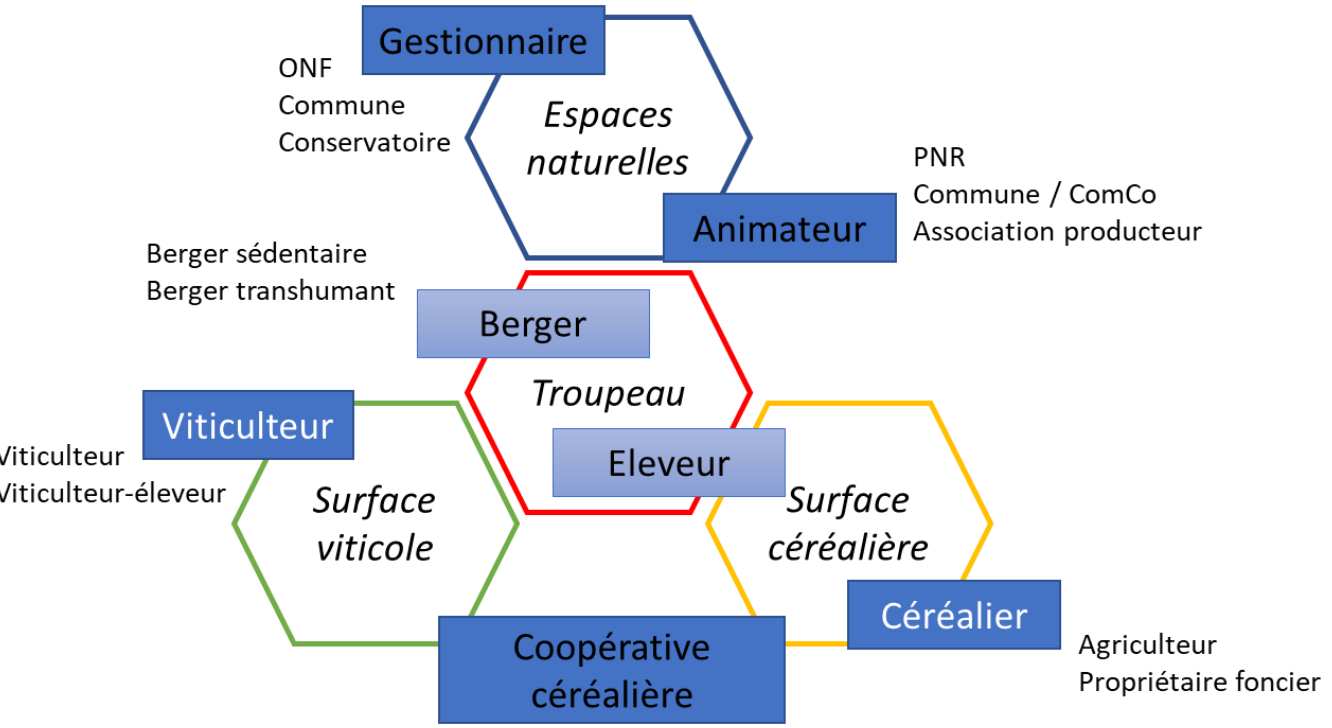 Gestionnaire
ONF
Commune
Conservatoire
Espaces
naturelles
PNR
Commune / ComCo
Association producteur
Animateur
Berger sédentaire
Berger transhumant
Berger
Troupeau
Viticulteur
Viticulteur
Viticulteur-éleveur
Eleveur
Surface
viticole
Surface
céréalière
Céréalier
Coopérative
céréalière
Agriculteur
Propriétaire foncier